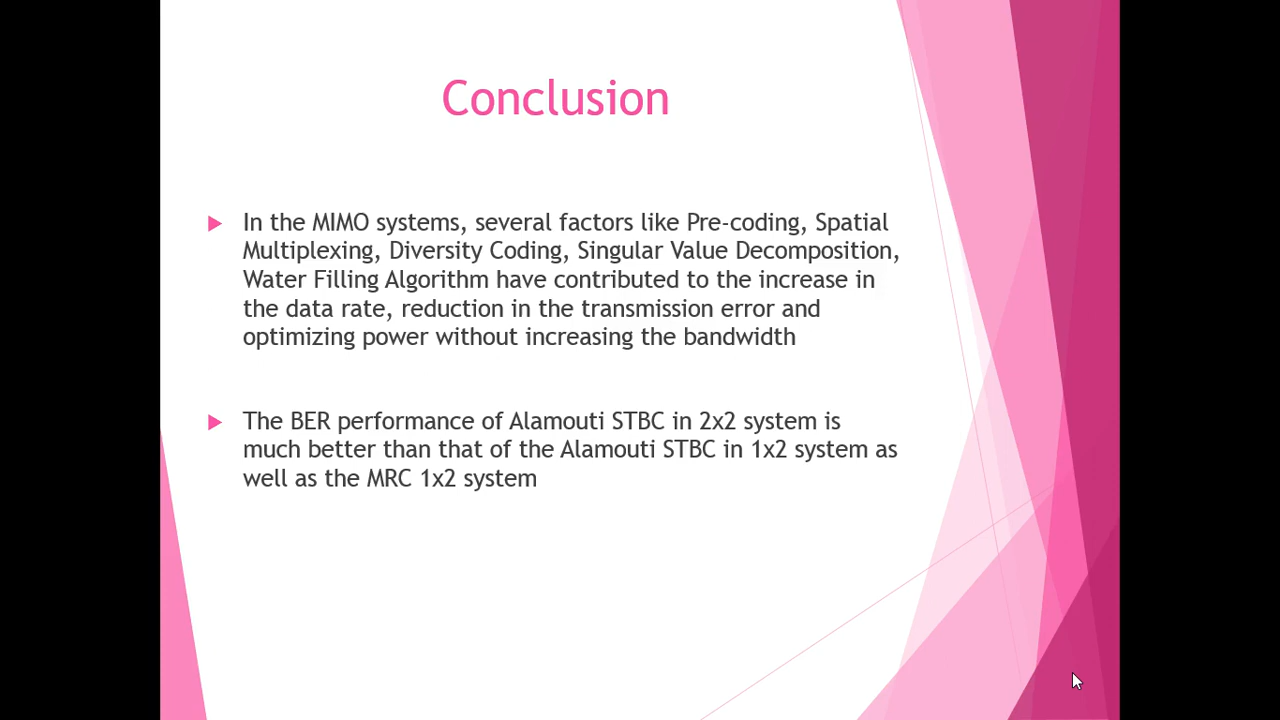 Conclusion
In the MIMO systems, several factors like Pre-coding, Spatial
Multiplexing, Diversity Coding, Singular Value Decomposition,
Water Filling Algorithm have contributed to the increase in
the data rate, reduction in the transmission error and
optimizing power without increasing the bandwidth
The BER performance of Alamouti STBC in 2x2 system is
much better than that of the Alamouti STBC in 1x2 system as
well as the MRC 1x2 system